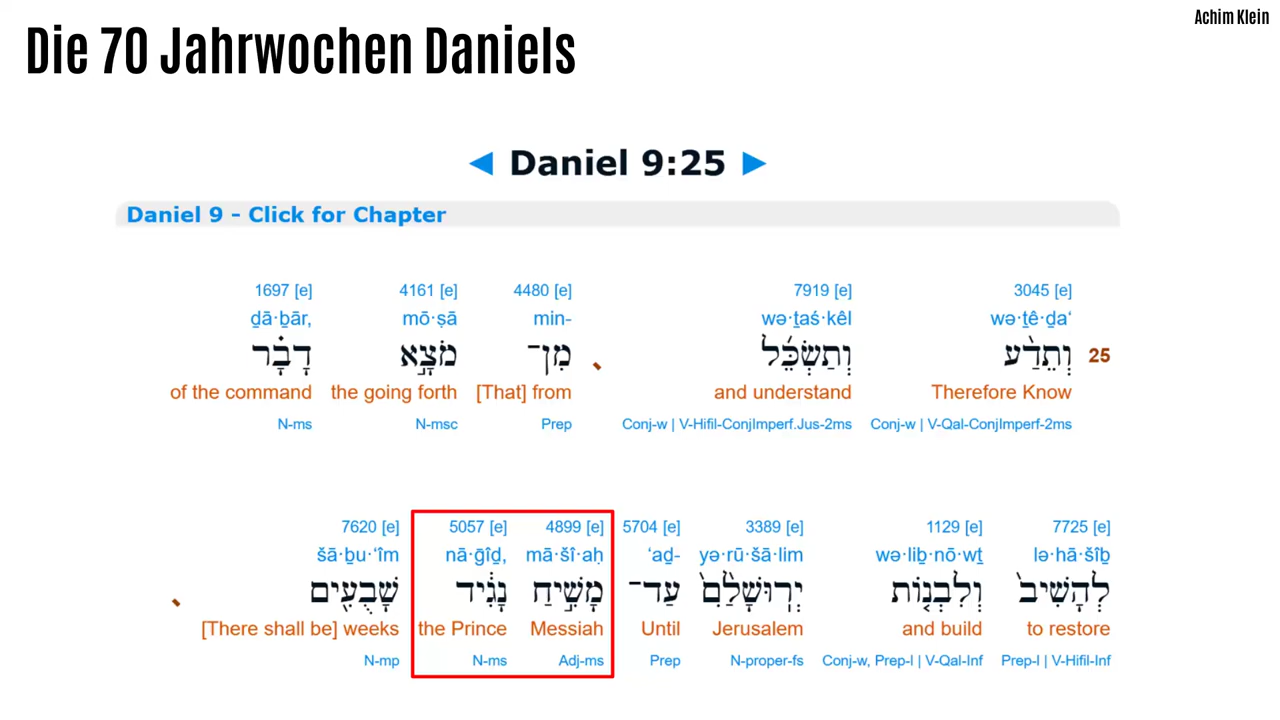 Achim Klein
Die 70 Jahrwochen Daniels
◄ Daniel 9:25 ►
Daniel 9 - Click for Chapter
1697 [e] 4161 [e] 4480 [e] 7919 [e] 3045 [e]
ḏā·ḇār, mō·ṣā min- wə·ṯaś·kêl wə·ṯê·ḏa‘
25 וְתֵדַ֨ע וְתַשְׂכֵּ֜ל 、 מִן־ מֹצָ֣א דָבָ֗ר
of the command the going forth [That] from and understand Therefore Know
N-ms N-msc Prep Conj-w | V-Hifil-ConjImperf.Jus-2ms Conj-w | V-Qal-ConjImperf-2ms
7620 [e] 5057 [e] 4899 [e] 5704 [e] 3389 [e] 1129 [e] 7725 [e]
šā·ḇu·‘îm nā·ḡîḏ, mā·šî·aḥ ‘aḏ- yə·rū·šā·lim wə·liḇ·nō·wṯ lə·hā·šîḇ
לְהָשִׁיב֙ וְלִבְנ֤וֹת יְרֽוּשָׁלִַ֙ם֙ עַד־ מָשִׁ֣יחַ נָגִ֔יד שָׁבֻעִ֖ים 、
[There shall be] weeks the Prince Messiah Until Jerusalem and build to restore
N-mp N-ms Adj-ms Prep N-proper-fs Conj-w, Prep-l | V-Qal-Inf Prep-l | V-Hifil-Inf